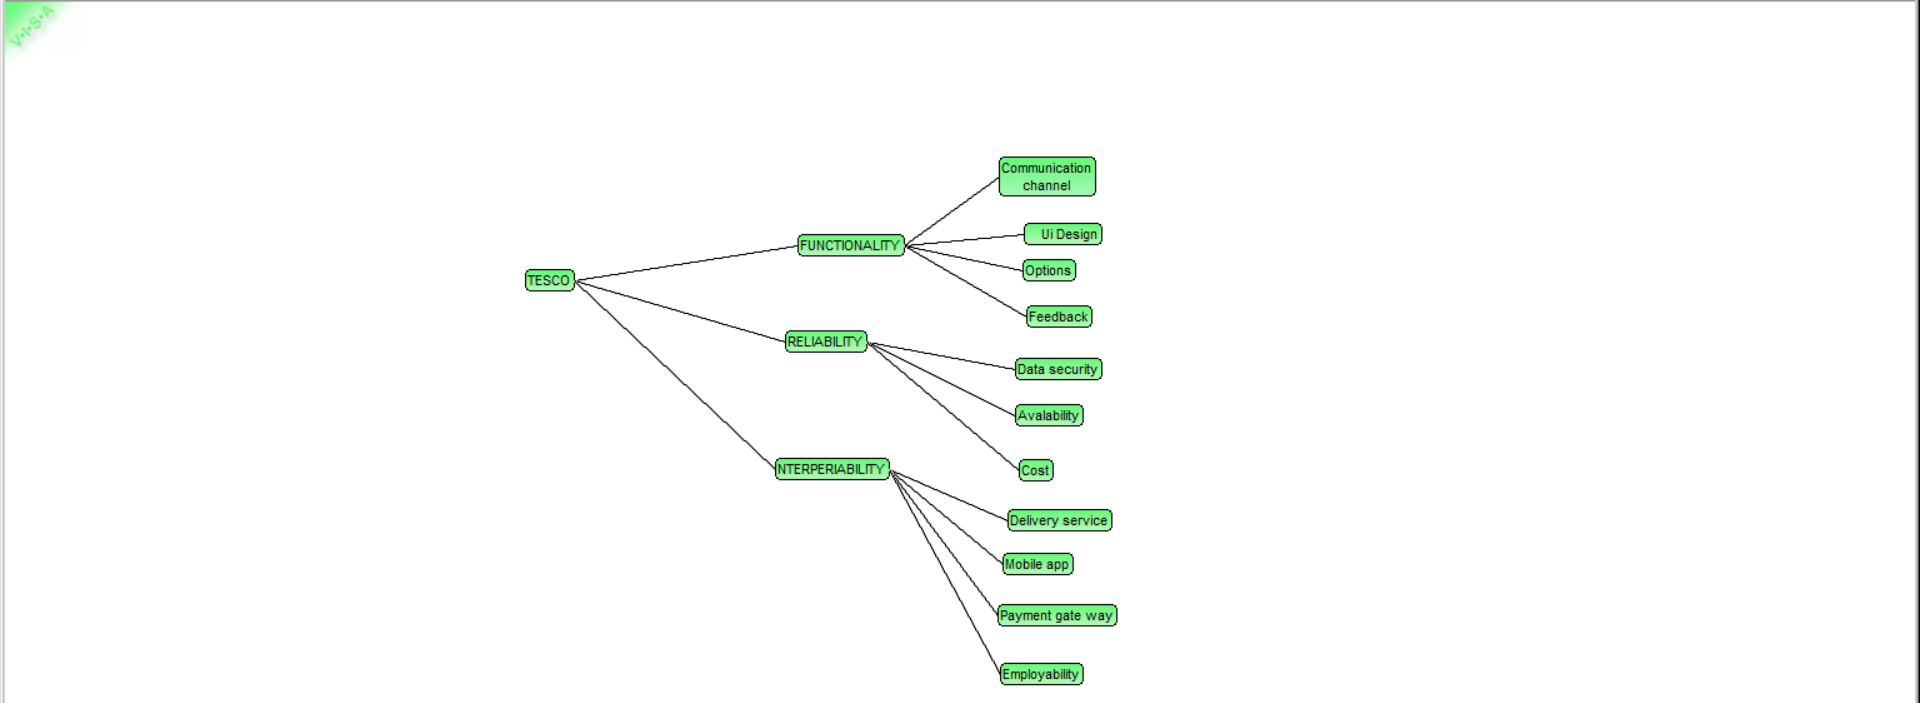 V·I·S·A
Communication
channel
Ui Design
FUNCTIONALITY
Options
TESCO
Feedback
RELIABILITY
Data security
Avalability
NTERPERIABILITY
Cost
Delivery service
Mobile app
Payment gate way
Employability